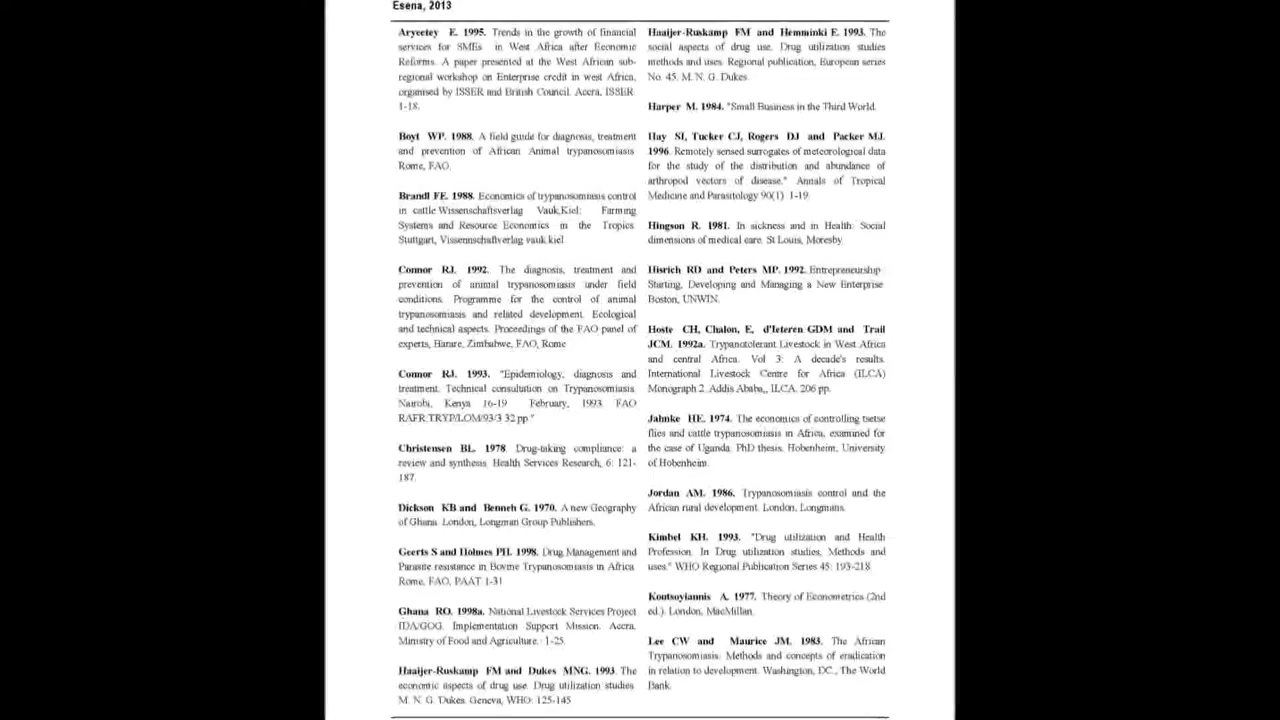 Esena, 2013
Aryeetey E. 1995. Trends in the growth of financial
services for SMEs in West Africa after Economic
Reforms. A paper presented at the West African sub-
regional workshop on Enterprise credit in west Africa,
orgnised by ISSER and British Council. Accra, ISSER.
1-18.
Boyt WP. 1988. A field guide for diagnosis, treatment
and prevention of African Animal trypanosomiasis
Rome, FAO.
Brandl FE. 1988. Economics of trypanosomiasis control
in cattle.Wissenschaftsverlag Vauk,Kiel: Farming
Systems and Resource Economics in the Tropics
Stuttgart, Vissennschaftverlag vauk kiel
Connor RJ. 1992. The diagnosis, treatment and
prevention of animal trypanosomiasis under field
conditions. Programme for the control of animal
trypanosomiasis and related development. Ecological
and technical aspects. Proceedings of the FAO panel of
experts, Harare, Zimbabwe, FAO, Rome
Connor RJ. 1993. "Epidemiology, diagnosis and
treatment. Technical consultation on Trypanosomiasis.
Nairobi, Kenya 16-19 February, 1993. FAO
RAFR.TRYP/LOM/93/3 32 pp."
Christensen BL. 1978. Drug-taking compliance: a
review and synthesis. Health Services Research, 6: 121-
187.
Dickson KB and Benneh G. 1970. A new Geography
of Ghana. London, Longman Group Publishers.
Geerts S and Holmes PH. 1998. Drug Management and
Parasite resistance in Bovine Trypanosomiasis in Africa
Rome, FAO, PAAT 1-31
Ghana RO. 1998a. National Livestock Services Project
IDA/GOG. Implementation Support Mission. Accra,
Ministry of Food and Agriculture. : 1-25.
Haaijer-Ruskamp FM and Dukes MNG. 1993. The
economic aspects of drug use. Drug utilization studies
M. N. G. Dukes. Geneva, WHO: 125-145
Haaijer-Ruskamp FM and Hemminki E. 1993. The
social aspects of drug use. Drug utilization studies
methods and uses. Regional publication, European series
No. 45. M. N. G. Dukes.
Harper M. 1984. "Small Business in the Third World.
Hay SI, Tucker CJ, Rogers DJ and Packer MJ.
1996. Remotely sensed surrogates of meteorological data
for the study of the distribution and abundance of
arthropod vectors of disease." Annals of Tropical
Medicine and Parasitology 90(1) 1-19.
Hingson R. 1981. In sickness and in Health: Social
dimensions of medical care. St Louis, Moresby
Hisrich RD and Peters MP. 1992. Entrepreneurship
Starting, Developing and Managing a New Enterprise
Boston, UNWIN.
Hoste CH, Chalon, E, d'Ieteren GDM and Trail
JCM. 1992a. Trypanotolerant Livestock in West Africa
and central Africa. Vol 3: A decade's results.
International Livestock Centre for Africa (ILCA)
Monograph 2. Addis Ababa,, ILCA. 206 pp.
Jahnke HE. 1974. The economics of controlling tsetse
flies and cattle trypanosomiasis in Africa, examined for
the case of Uganda. PhD thesis. Hohenheim, University
of Hohenheim.
Jordan AM. 1986. Trypanosomiasis control and the
African rural development. London, Longmans.
Kimbel KH. 1993. "Drug utilization and Health
Profession. In Drug utilization studies, Methods and
uses." WHO Regional Publication Series 45: 193-218.
Koutsoyiannis A. 1977. Theory of Econometrics (2nd
ed.). London, MacMillan.
Lee CW and Maurice JM. 1983. The African
Trypanosomiasis: Methods and concepts of eradication
in relation to development. Washington, DC., The World
Bank.